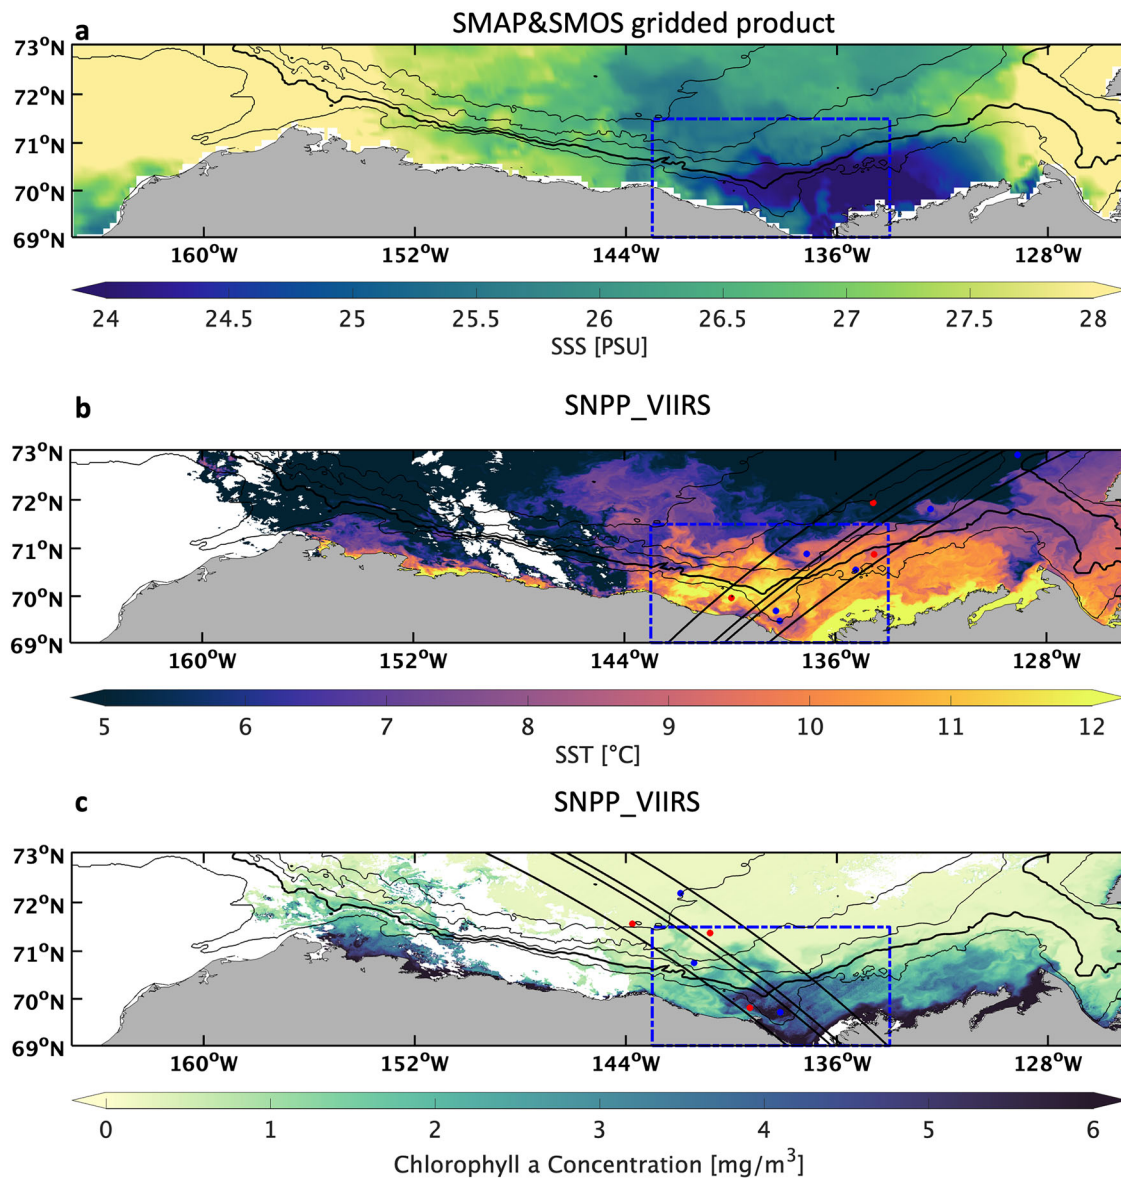 a
SMAP&SMOS gridded product
73°N
72°N
71°N
70°N
69°N
160°W 152°W 144°W 136°W 128°W
24 24.5 25 25.5 26 26.5 27 27.5 28
SSS [PSU]
b
SNPP_VIIRS
73°N
72°N
71°N
70°N
69°N
160°W 152°W 144°W 136°W 128°W
5 6 7 8 9 10 11 12
SST [°C]
c
SNPP_VIIRS
73°N
72°N
71°N
70°N
69°N
160°W 152°W 144°W 136°W 128°W
0 1 2 3 4 5 6
Chlorophyll a Concentration [mg/m³]